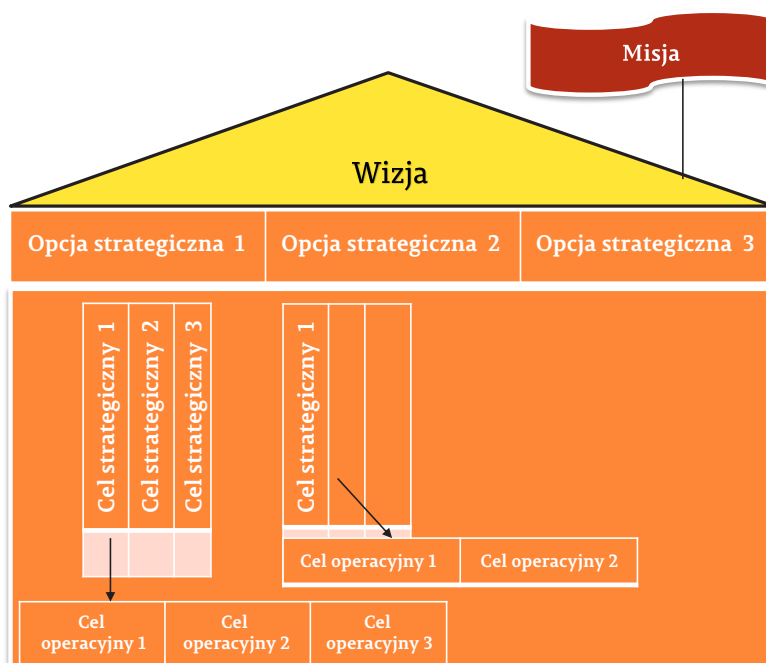 Misja
Wizja
Opcja strategiczna 1
Opcja strategiczna 2
Opcja strategiczna 3
Cel strategiczny 1
Cel strategiczny 2
Cel strategiczny 3
Cel strategiczny 1
Cel operacyjny 1
Cel operacyjny 2
Cel
operacyjny 1
Cel
operacyjny 2
Cel
operacyjny 3